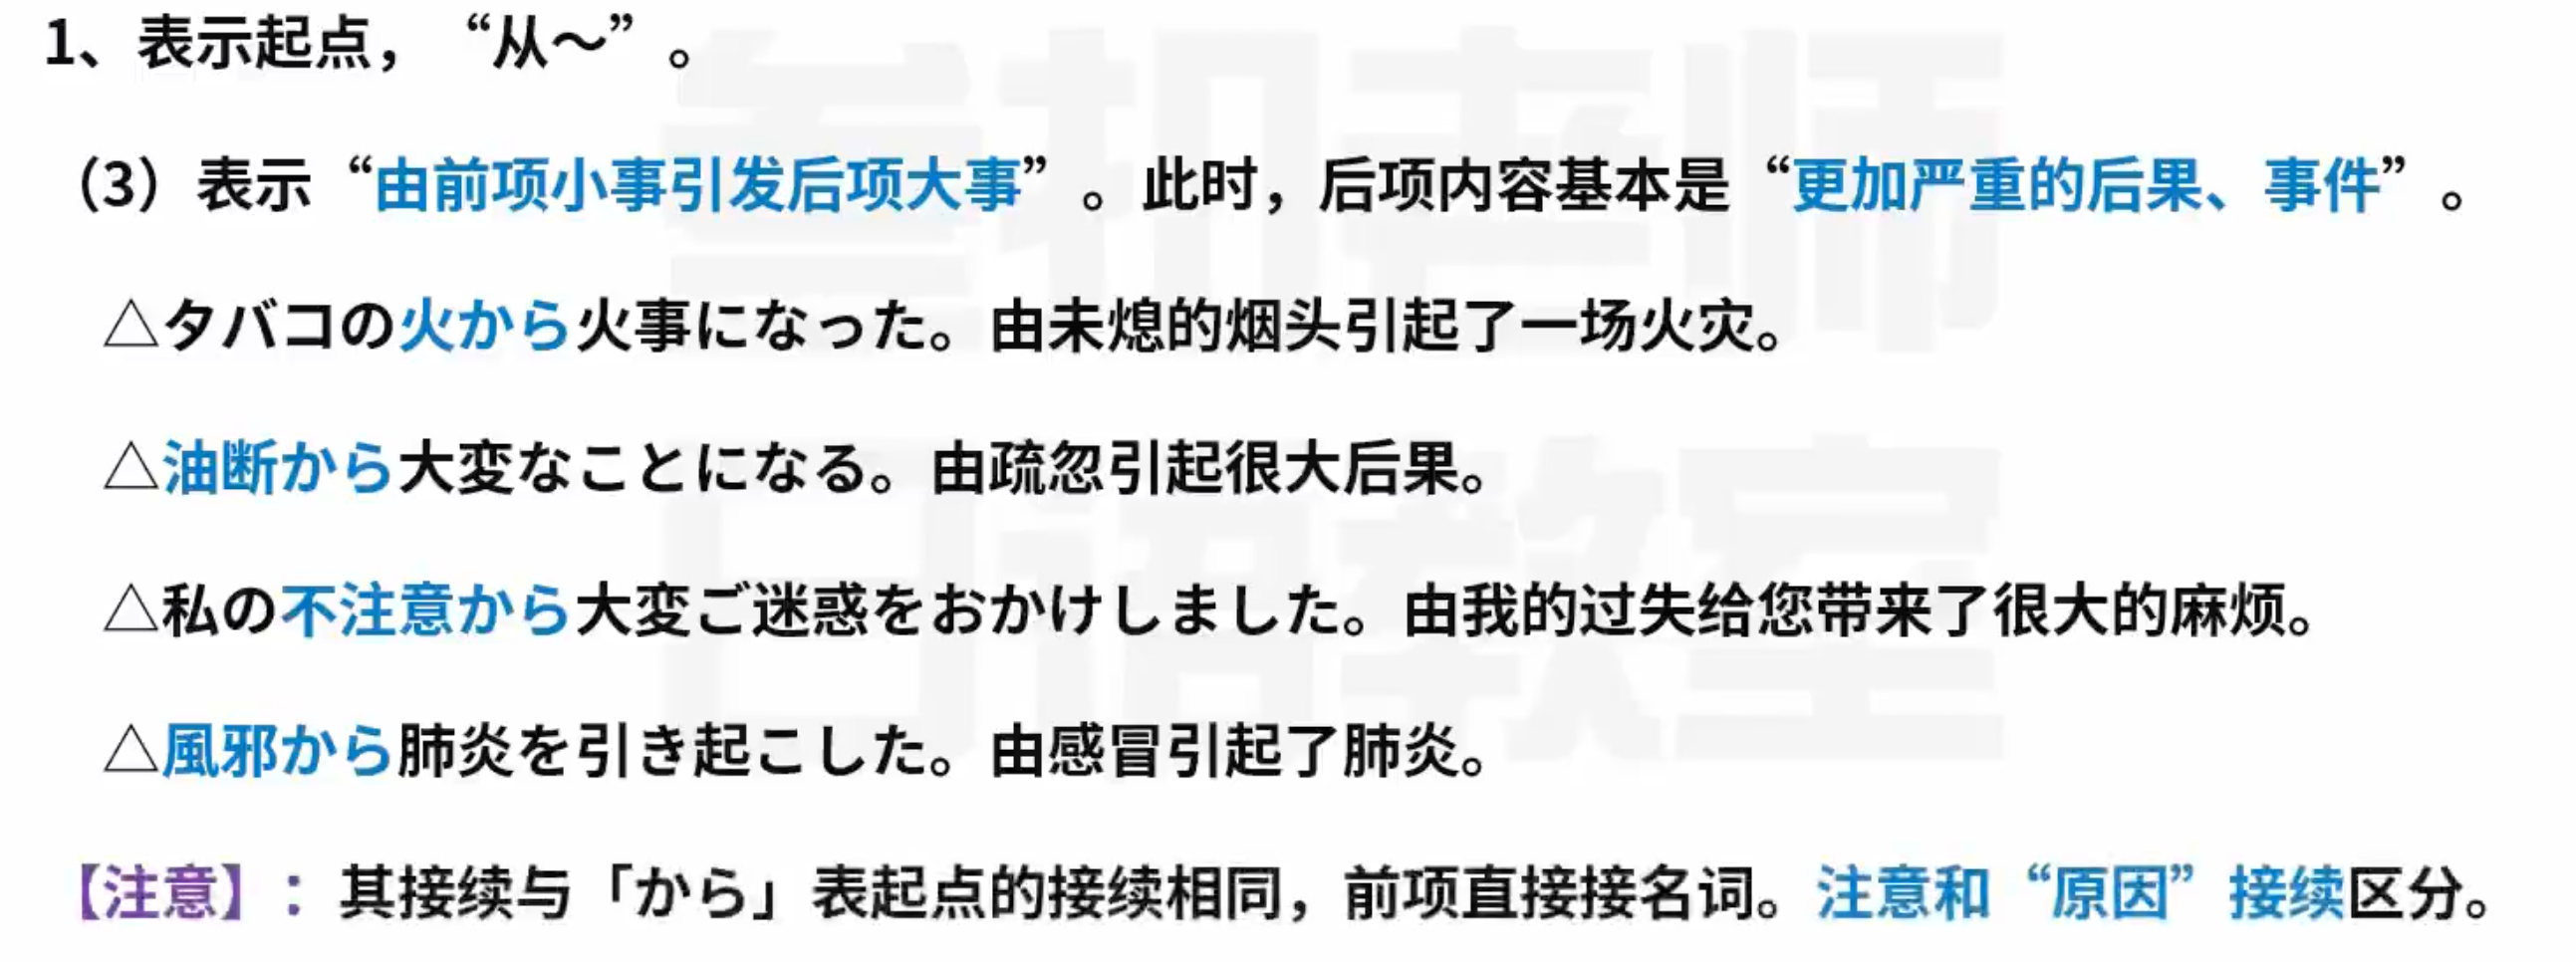 1、表示起点，“从～”。
（3）表示“由前项小事引发后项大事”。此时，后项内容基本是“更加严重的后果、事件”。
△タバコの火から火事になった。由未熄的烟头引起了一场火灾。
△油断から大変なことになる。由疏忽引起很大后果。
△私の不注意から大変ご迷惑をおかけしました。由我的过失给您带来了很大的麻烦。
△風邪から肺炎を引き起こした。由感冒引起了肺炎。
【注意】：其接续与「から」表起点的接续相同，前项直接接名词。注意和“原因”接续区分。
叁扣老师
日语教室